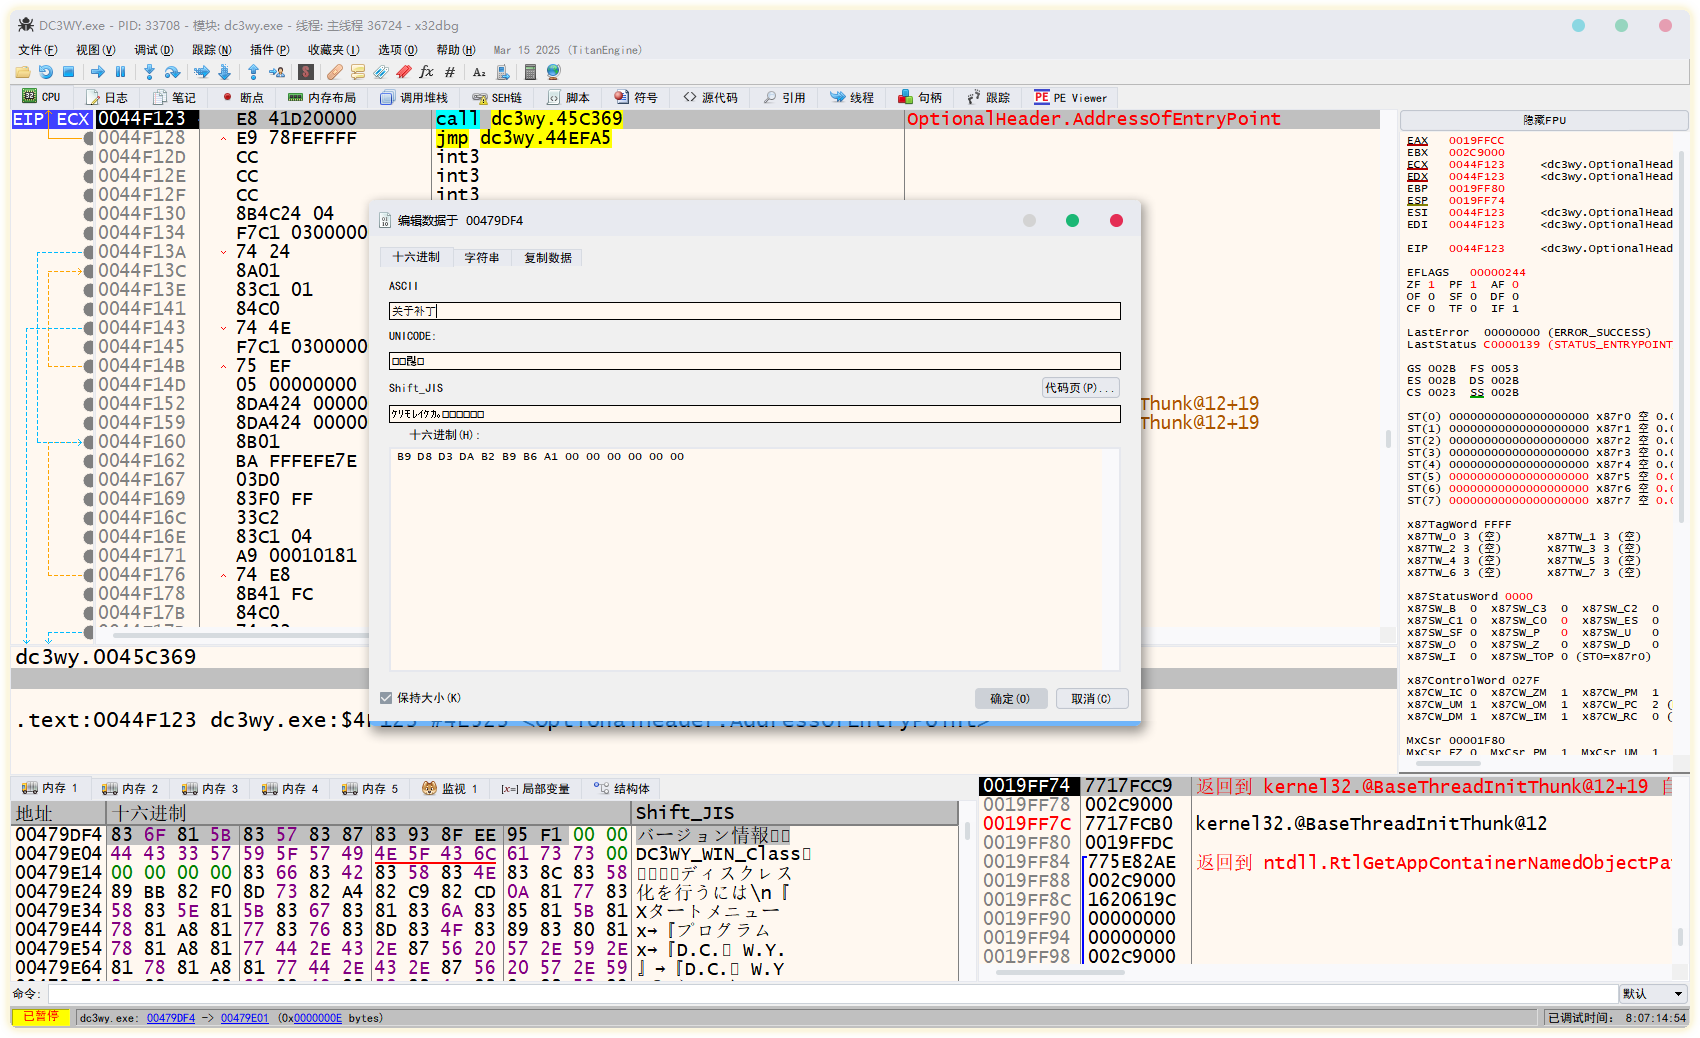 DC3WY.exe - PID: 33708 - 模块: dc3wy.exe - 线程: 主线程 36724 - x32dbg
文件(F) 视图(V) 调试(D) 跟踪(N) 插件(P) 收藏夹(I) 选项(O) 帮助(H) Mar 15 2025 (TitanEngine)
CPU 日志 笔记 断点 内存布局 调用堆栈 SEH链 脚本 符号 源代码 引用 线程 句柄 跟踪 PE Viewer
EIP ECX 0044F123 E8 41D20000 call dc3wy.45C369 OptionalHeader.AddressOfEntryPoint
0044F128 E9 78FEFFFF jmp dc3wy.44EFA5
0044F12D CC int3
0044F12E CC int3
0044F12F CC int3
0044F130 8B4C24 04
0044F134 F7C1 0300000
0044F13A 74 24
0044F13C 8A01
0044F13E 83C1 01
0044F141 84C0
0044F143 74 4E
0044F145 F7C1 0300000
0044F14B 75 EF
0044F14D 05 00000000
0044F152 8DA424 00000 Thunk@12+19
0044F159 8DA424 00000 Thunk@12+19
0044F160 8B01
0044F162 BA FFFEFE7E
0044F167 03D0
0044F169 83F0 FF
0044F16C 33C2
0044F16E 83C1 04
0044F171 A9 00010181
0044F176 74 E8
0044F178 8B41 FC
0044F17B 84C0
dc3wy.0045C369
.text:0044F123 dc3wy.exe:$4F123 #4E523 <OptionalHeader.AddressOfEntryPoint>
编辑数据于 00479DF4
十六进制 字符串 复制数据
ASCII
关于补丁
UNICODE:
Shift_JIS 代码页(P)...
ｹﾘﾓﾚｲｹｶ｡
十六进制(H):
B9 D8 D3 DA B2 B9 B6 A1 00 00 00 00 00 00
保持大小(K) 确定(O) 取消(C)
隐藏FPU
EAX 0019FFCC
EBX 002C9000
ECX 0044F123 <dc3wy.OptionalHead
EDX 0044F123 <dc3wy.OptionalHead
EBP 0019FF80
ESP 0019FF74
ESI 0044F123 <dc3wy.OptionalHead
EDI 0044F123 <dc3wy.OptionalHead
EIP 0044F123 <dc3wy.OptionalHead
EFLAGS 00000244
ZF 1 PF 1 AF 0
OF 0 SF 0 DF 0
CF 0 TF 0 IF 1
LastError 00000000 (ERROR_SUCCESS)
LastStatus C0000139 (STATUS_ENTRYPOINT
GS 002B FS 0053
ES 002B DS 002B
CS 0023 SS 002B
ST(0) 00000000000000000000 x87r0 空 0.0
ST(1) 00000000000000000000 x87r1 空 0.0
ST(2) 00000000000000000000 x87r2 空 0.0
ST(3) 00000000000000000000 x87r3 空 0.0
ST(4) 00000000000000000000 x87r4 空 0.0
ST(5) 00000000000000000000 x87r5 空 0.0
ST(6) 00000000000000000000 x87r6 空 0.0
ST(7) 00000000000000000000 x87r7 空 0.0
x87TagWord FFFF
x87TW_0 3 (空) x87TW_1 3 (空)
x87TW_2 3 (空) x87TW_3 3 (空)
x87TW_4 3 (空) x87TW_5 3 (空)
x87TW_6 3 (空) x87TW_7 3 (空)
x87StatusWord 0000
x87SW_B 0 x87SW_C3 0 x87SW_C2 0
x87SW_C1 0 x87SW_C0 0 x87SW_ES 0
x87SW_SF 0 x87SW_P 0 x87SW_U 0
x87SW_O 0 x87SW_Z 0 x87SW_D 0
x87SW_I 0 x87SW_TOP 0 (ST0=x87r0)
x87ControlWord 027F
x87CW_IC 0 x87CW_ZM 1 x87CW_PM 1
x87CW_UM 1 x87CW_OM 1 x87CW_PC 2 (
x87CW_DM 1 x87CW_IM 1 x87CW_RC 0 (
MxCsr 00001F80
MxCsr_FZ 0 MxCsr_PM 1 MxCsr_UM 1
内存 1 内存 2 内存 3 内存 4 内存 5 监视 1 [x=] 局部变量 结构体
地址 十六进制 Shift_JIS
00479DF4 83 6F 81 5B 83 57 83 87 83 93 8F EE 95 F1 00 00 バージョン情報
00479E04 44 43 33 57 59 5F 57 49 4E 5F 43 6C 61 73 73 00 DC3WY_WIN_Class
00479E14 00 00 00 00 83 66 83 42 83 58 83 4E 83 8C 83 58 ディスクレス
00479E24 89 BB 82 F0 8D 73 82 A4 82 C9 82 CD 0A 81 77 83 化を行うには\n『
00479E34 58 83 5E 81 5B 83 67 83 81 83 6A 83 85 81 5B 81 Xタートメニュー
00479E44 78 81 A8 81 77 83 76 83 8D 83 4F 83 89 83 80 81 x→『プログラム
00479E54 78 81 A8 81 77 44 2E 43 2E 87 56 20 57 2E 59 2E x→『D.C. W.Y.
00479E64 81 78 81 A8 81 77 44 2E 43 2E 87 56 20 57 2E 59 』→『D.C. W.Y
0019FF74 7717FCC9 返回到 kernel32.@BaseThreadInitThunk@12+19 自
0019FF78 002C9000
0019FF7C 7717FCB0 kernel32.@BaseThreadInitThunk@12
0019FF80 0019FFDC
0019FF84 775E82AE 返回到 ntdll.RtlGetAppContainerNamedObjectPa
0019FF88 002C9000
0019FF8C 1620619C
0019FF90 00000000
0019FF94 00000000
0019FF98 002C9000
命令: 默认
已暂停 dc3wy.exe: 00479DF4 -> 00479E01 (0x0000000E bytes) 已调试时间: 8:07:14:54